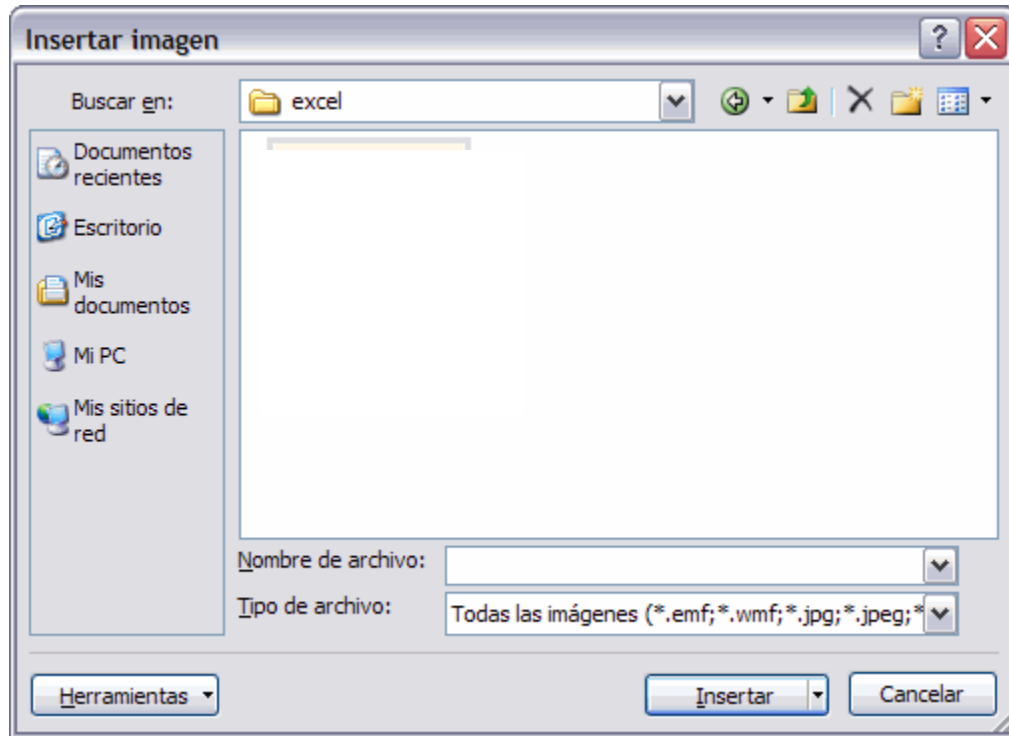 Insertar imagen
Buscar en:
excel
Documentos
recientes
Escritorio
Mis
documentos
Mi PC
Mis sitios de
red
Nombre de archivo:
Tipo de archivo:
Todas las imágenes (*.emf;*.wmf;*.jpg;*.jpeg;*
Herramientas
Insertar
Cancelar